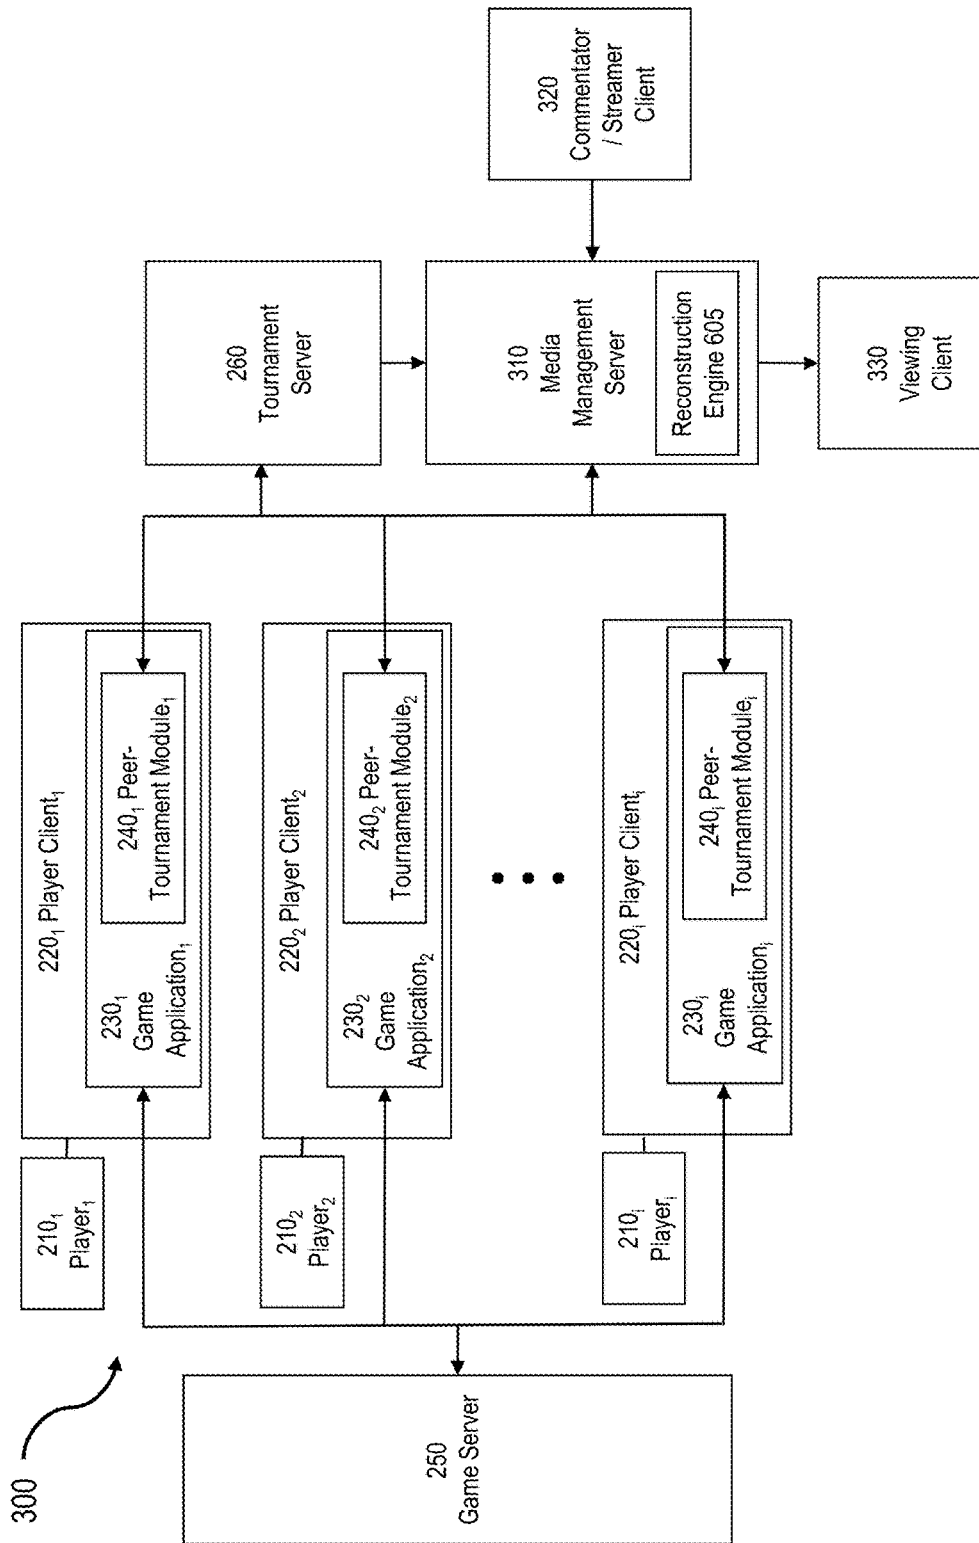 300
250
Game Server
210₁
Player₁
220₁ Player Client₁
230₁
Game
Application₁
240₁ Peer-
Tournament Module₁
210₂
Player₂
220₂ Player Client₂
230₂
Game
Application₂
240₂ Peer-
Tournament Module₂
210ᵢ
Playerᵢ
220ᵢ Player Clientᵢ
230ᵢ
Game
Applicationᵢ
240ᵢ Peer-
Tournament Moduleᵢ
260
Tournament
Server
310
Media
Management
Server
Reconstruction
Engine 605
320
Commentator
/ Streamer
Client
330
Viewing
Client